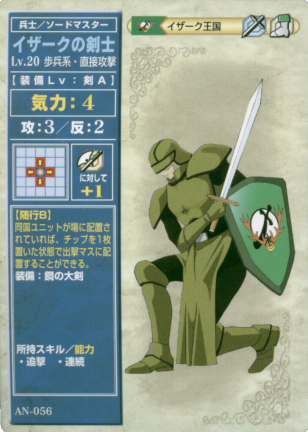 兵士／ソードマスター
イザークの剣士
Lv.20 歩兵系・直接攻撃
【装備Lv：剣A】
気力：4
攻：3／反：2
に対して
+1
【随行B】
同国ユニットが場に配置
されていれば、チップを1枚
置いた状態で出撃マスに配
置することができる。
装備：鋼の大剣
所持スキル／能力
・追撃　・連続
AN-056
イザーク王国